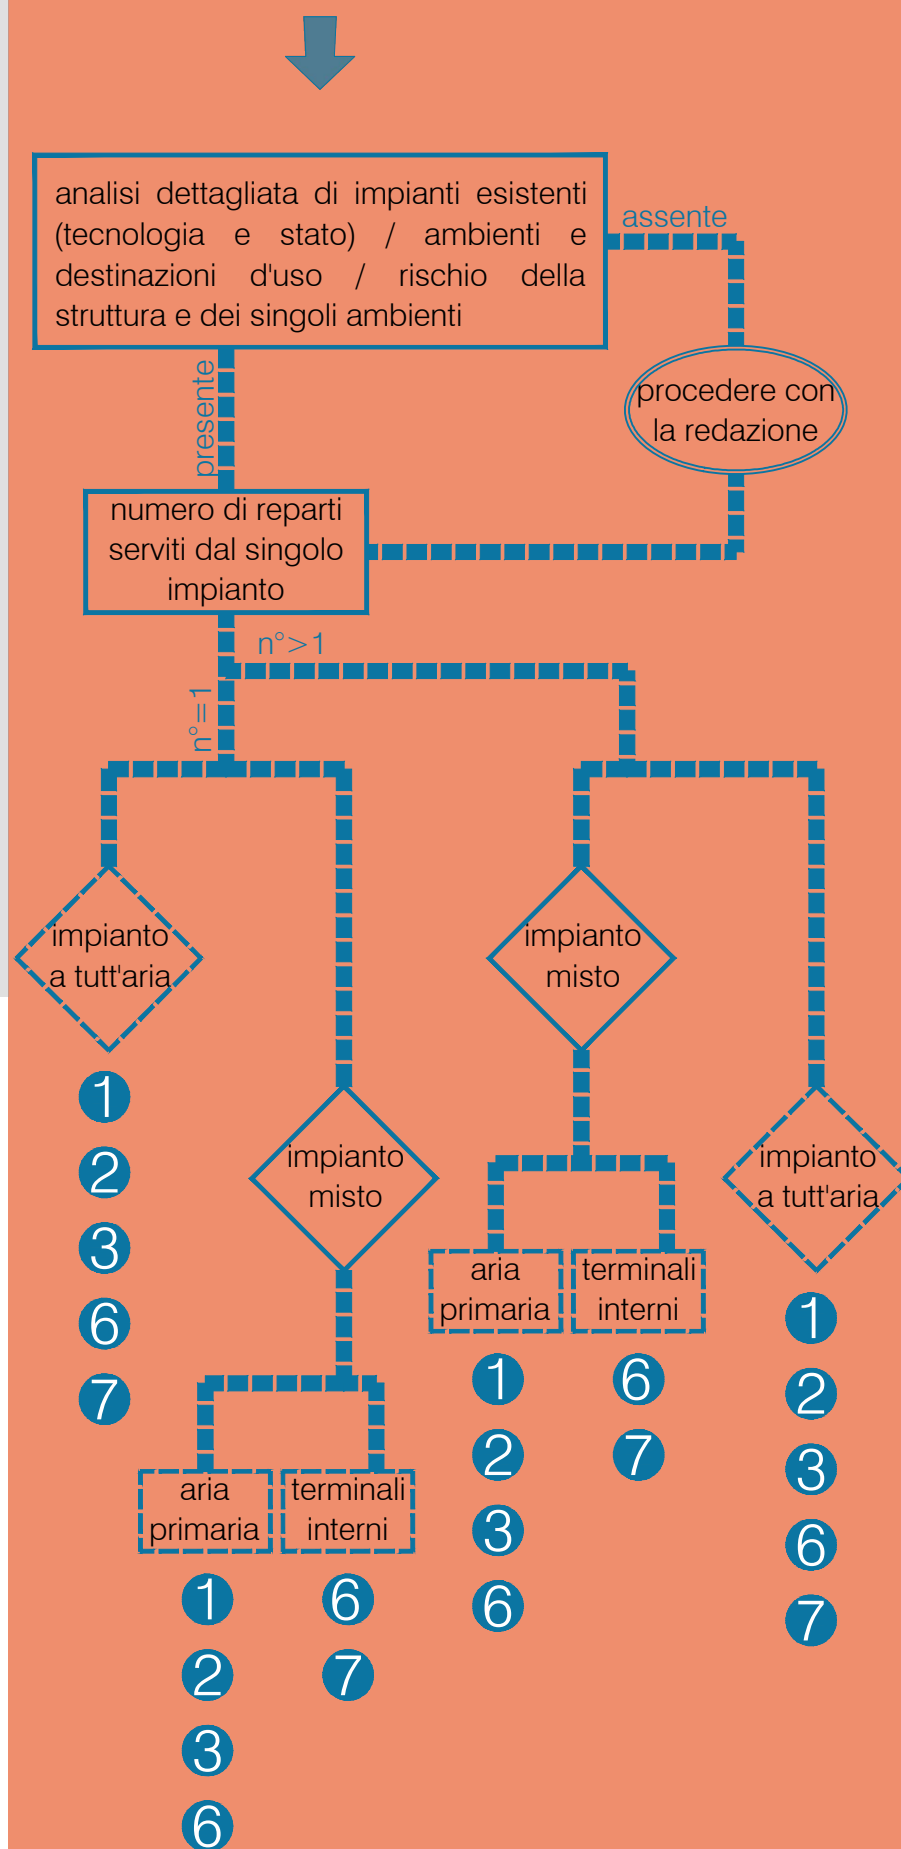 analisi dettagliata di impianti esistenti
(tecnologia e stato) / ambienti e
destinazioni d'uso / rischio della
struttura e dei singoli ambienti
assente
procedere con
la redazione
presente
numero di reparti
serviti dal singolo
impianto
n°>1
n°=1
impianto
a tutt'aria
1
2
3
6
7
impianto
misto
aria
primaria
1
2
3
6
terminali
interni
6
7
impianto
misto
aria
primaria
1
2
3
6
terminali
interni
6
7
impianto
a tutt'aria
1
2
3
6
7